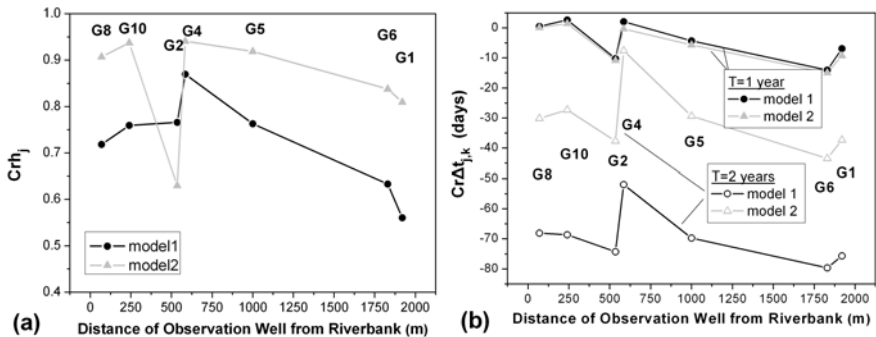 1.0
0.9
0.8
0.7
0.6
0.5
0.4
Crhj
G8
G10
G2
G4
G5
G6
G1
model1
model2
0 250 500 750 1000 1250 1500 1750 2000
(a)
Distance of Observation Well from Riverbank (m)
0
-10
-20
-30
-40
-50
-60
-70
-80
CrΔtj,k (days)
T=1 year
model 1
model 2
G8
G10
G4
G2
G5
G6
G1
T=2 years
model 1
model 2
0 250 500 750 1000 1250 1500 1750 2000
(b)
Distance of Observation Well from Riverbank (m)